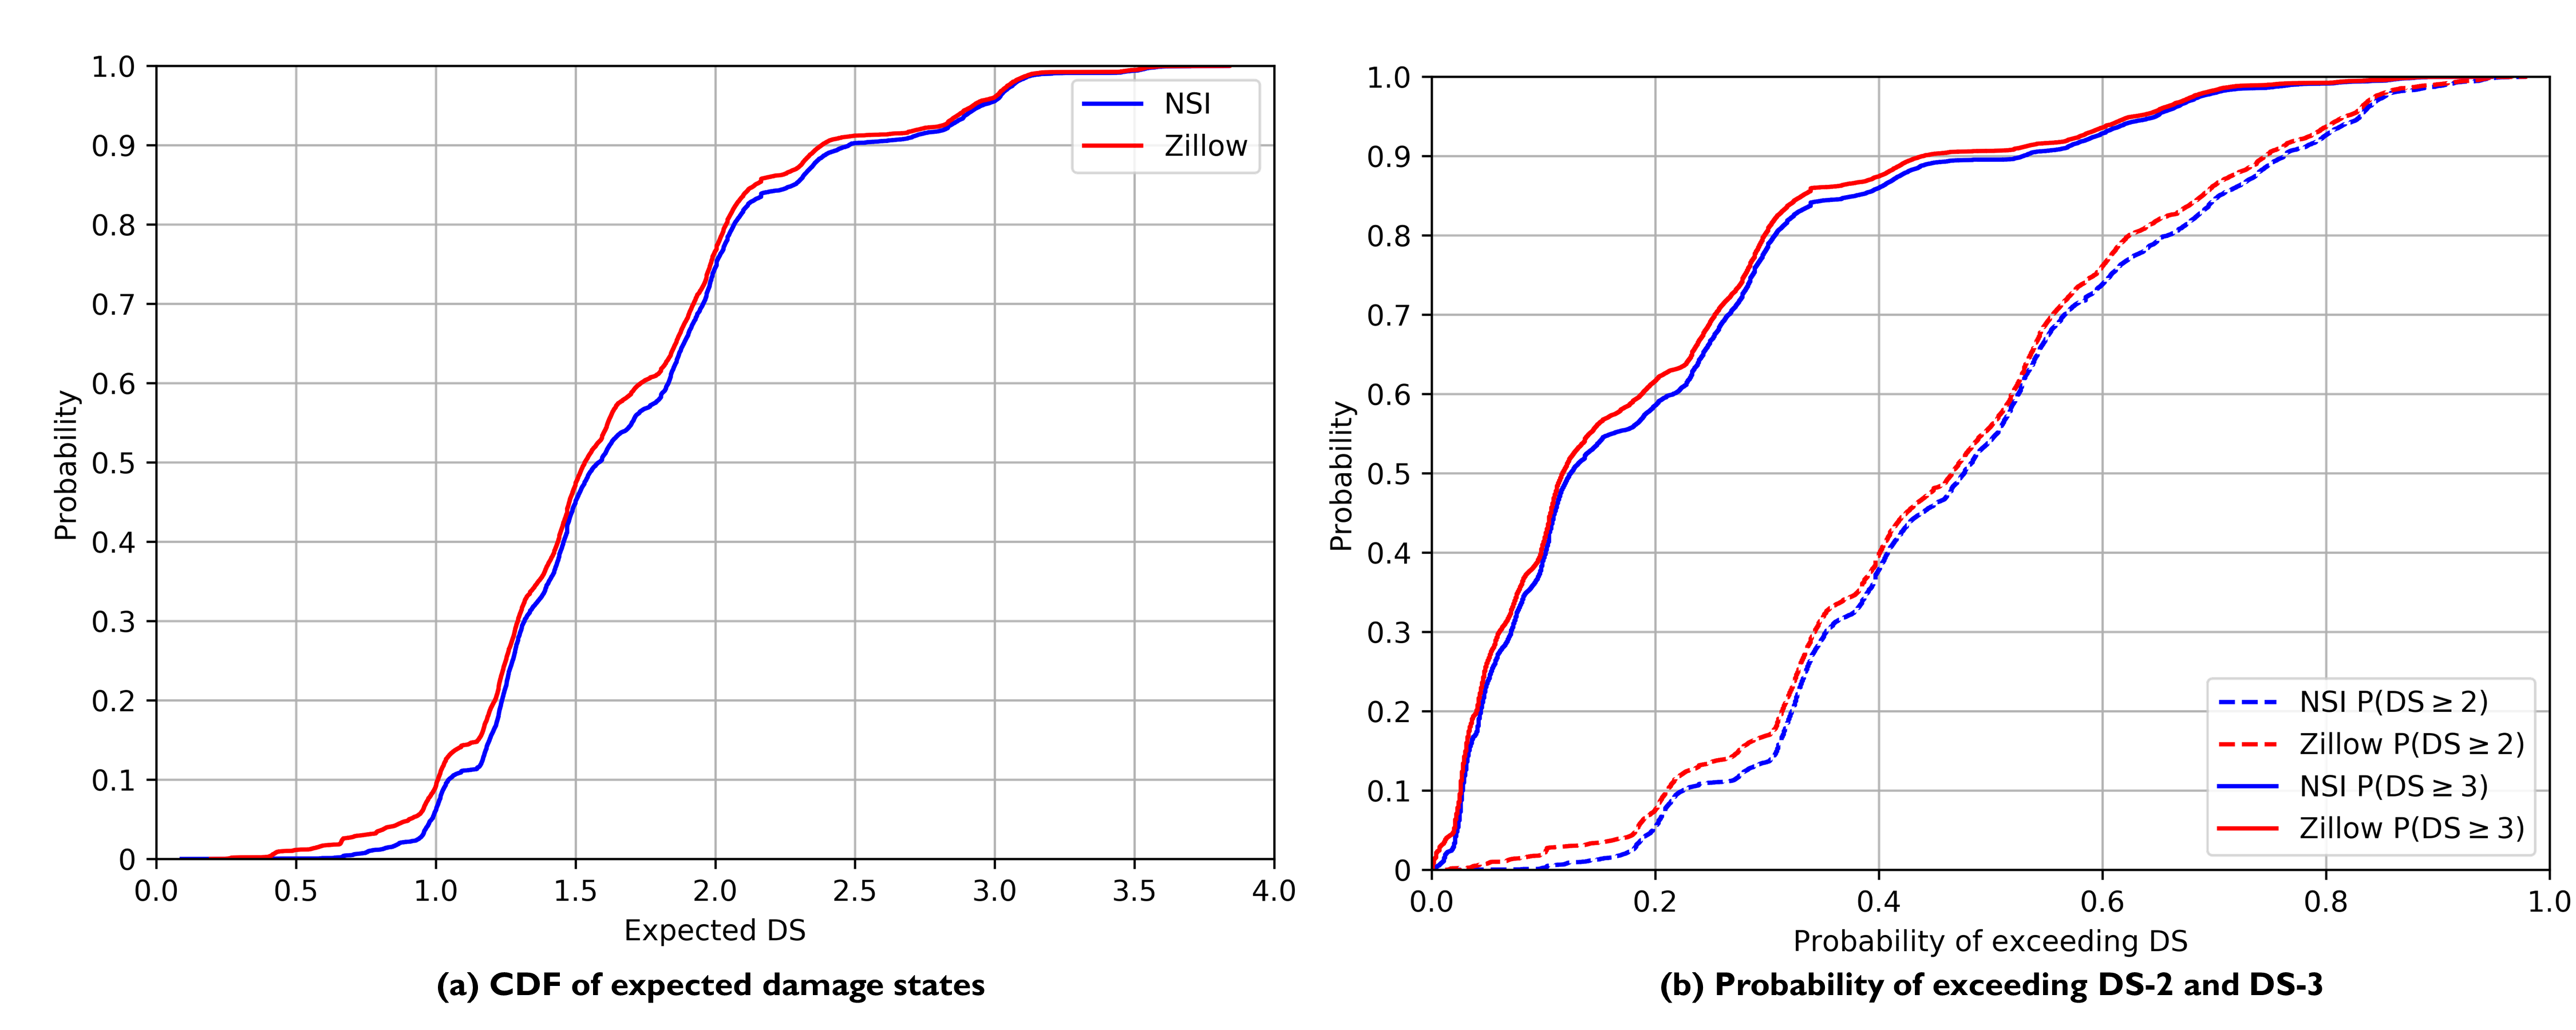 1.0
0.9
0.8
0.7
0.6
0.5
0.4
0.3
0.2
0.1
0
Probability
0.0 0.5 1.0 1.5 2.0 2.5 3.0 3.5 4.0
Expected DS
NSI
Zillow
(a) CDF of expected damage states
1.0
0.9
0.8
0.7
0.6
0.5
0.4
0.3
0.2
0.1
0
Probability
0.0 0.2 0.4 0.6 0.8 1.0
Probability of exceeding DS
NSI P(DS ≥ 2)
Zillow P(DS ≥ 2)
NSI P(DS ≥ 3)
Zillow P(DS ≥ 3)
(b) Probability of exceeding DS-2 and DS-3